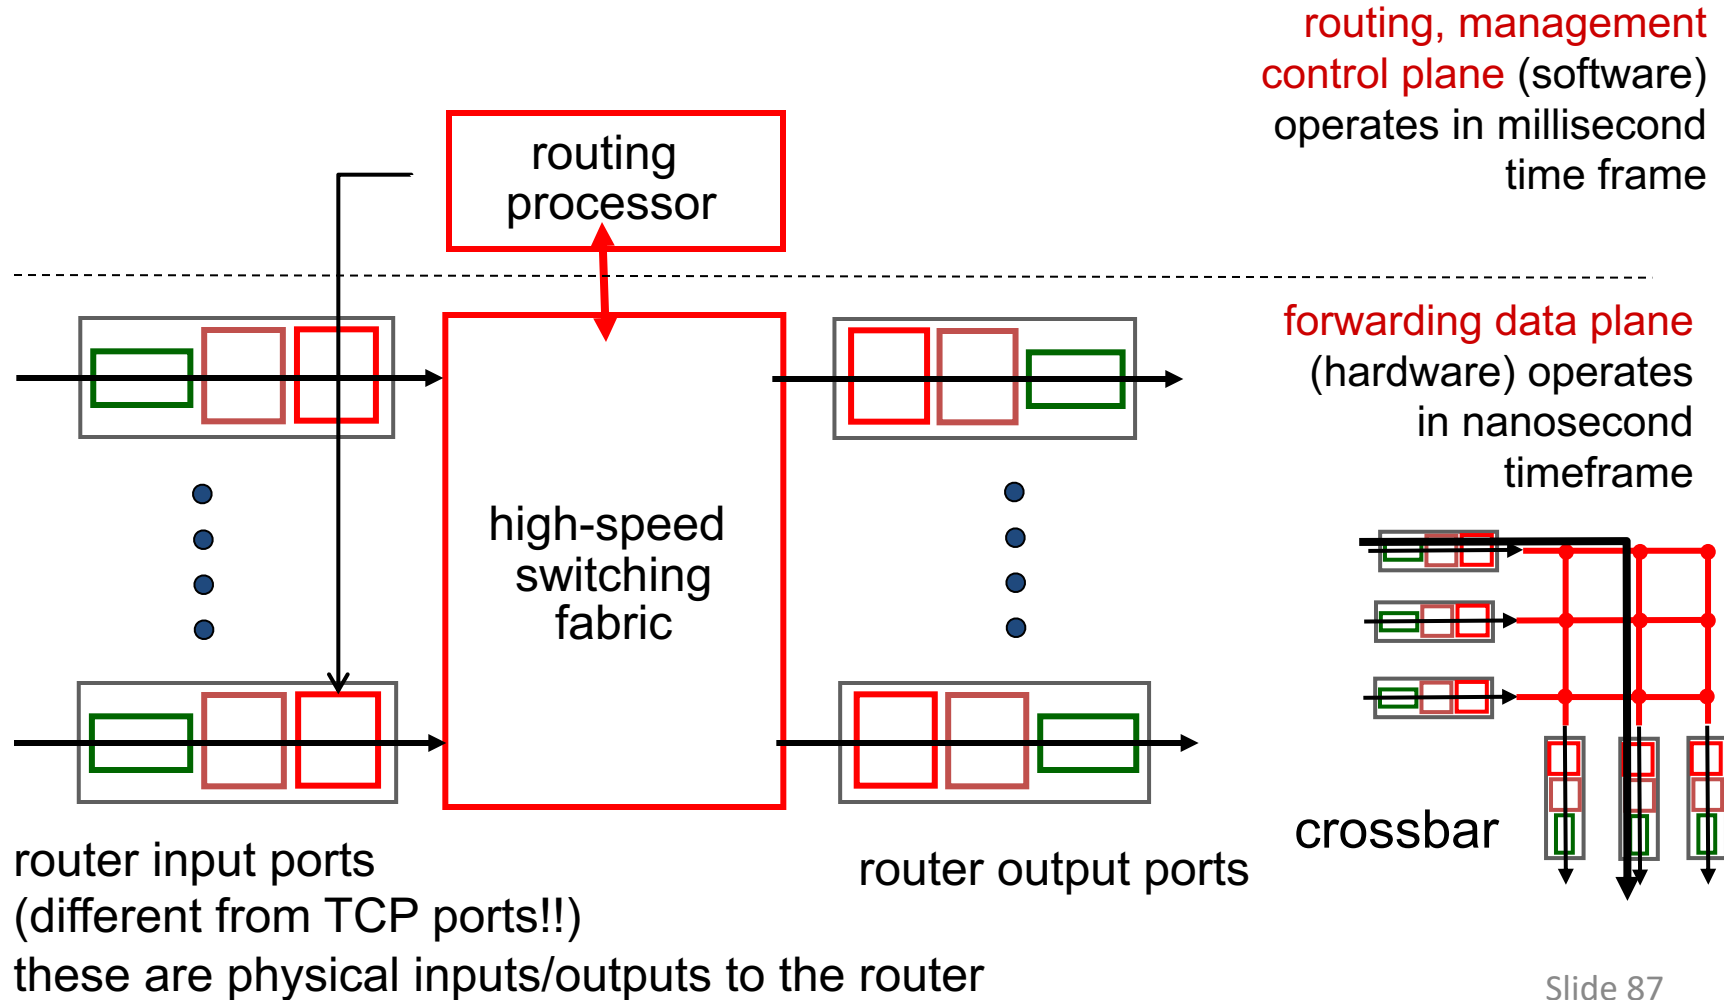 routing, management
control plane (software)
operates in millisecond
time frame
routing
processor
forwarding data plane
(hardware) operates
in nanosecond
timeframe
high-speed
switching
fabric
crossbar
router input ports
(different from TCP ports!!)
these are physical inputs/outputs to the router
router output ports
Slide 87